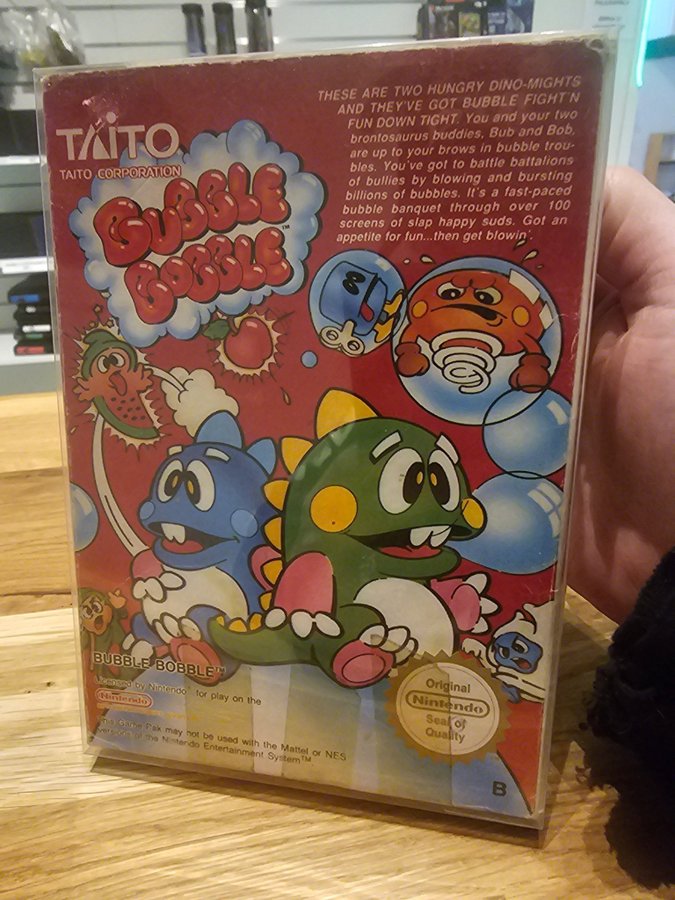 THESE ARE TWO HUNGRY DINO-MIGHTS
AND THEY'VE GOT BUBBLE FIGHT'N
FUN DOWN TIGHT. You and your two
brontosaurus buddies, Bub and Bob,
are up to your brows in bubble trou-
bles. You've got to battle battalions
of bullies by blowing and bursting
billions of bubbles. It's a fast-paced
bubble banquet through over 100
screens of slap happy suds. Got an
appetite for fun...then get blowin'.
TAITO
TAITO CORPORATION
BUBBLE
BOBBLE™
BUBBLE BOBBLE™
Licensed by Nintendo® for play on the
Nintendo
This Game Pak may not be used with the Mattel or NES
versions of the Nintendo Entertainment System™
Original
Nintendo
Seal of
Quality
B